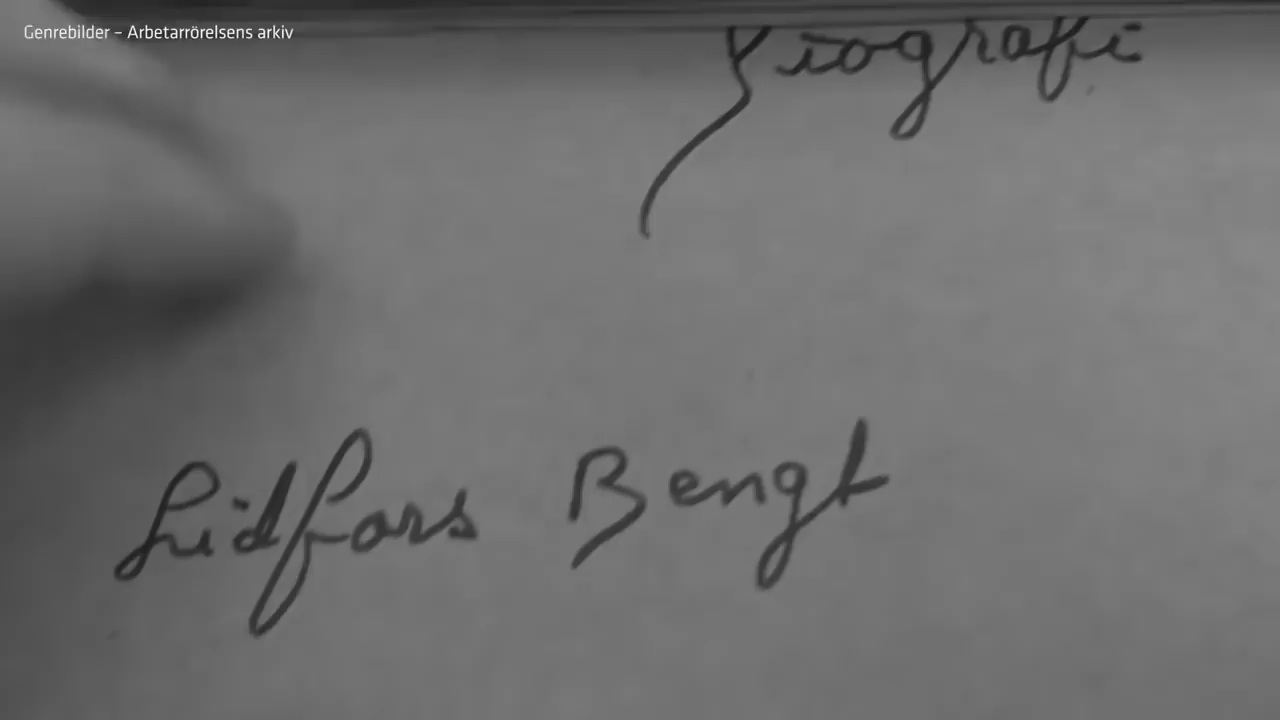 Genrebilder – Arbetarrörelsens arkiv
Biografi
Lidfors Bengt